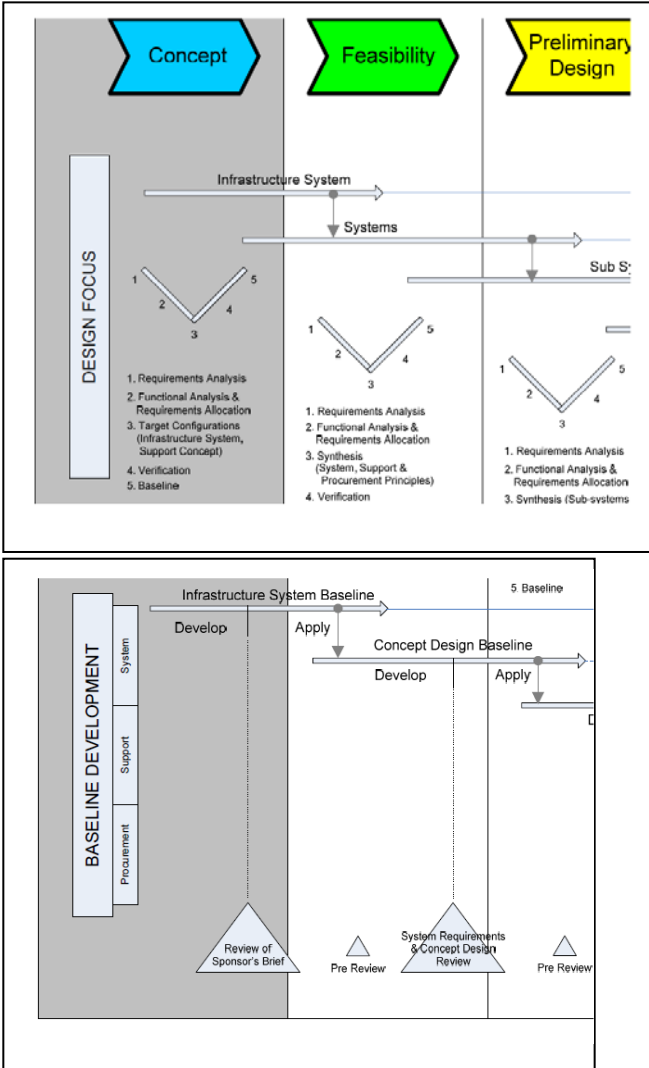 Concept
Feasibility
Preliminary
Design
DESIGN FOCUS
Infrastructure System
Systems
Sub Sy
1
2
3
4
5
1. Requirements Analysis
2. Functional Analysis &
Requirements Allocation
3. Target Configurations
(Infrastructure System,
Support Concept)
4. Verification
5. Baseline
1
2
3
4
5
1. Requirements Analysis
2. Functional Analysis &
Requirements Allocation
3. Synthesis
(System, Support &
Procurement Principles)
4. Verification
1
2
3
4
5
1. Requirements Analysis
2. Functional Analysis &
Requirements Allocation
3. Synthesis (Sub-systems
BASELINE DEVELOPMENT
System
Support
Procurement
Infrastructure System Baseline
Develop
Apply
5 Baseline
Concept Design Baseline
Develop
Apply
D
Review of
Sponsor's Brief
Pre Review
System Requirements
& Concept Design
Review
Pre Review